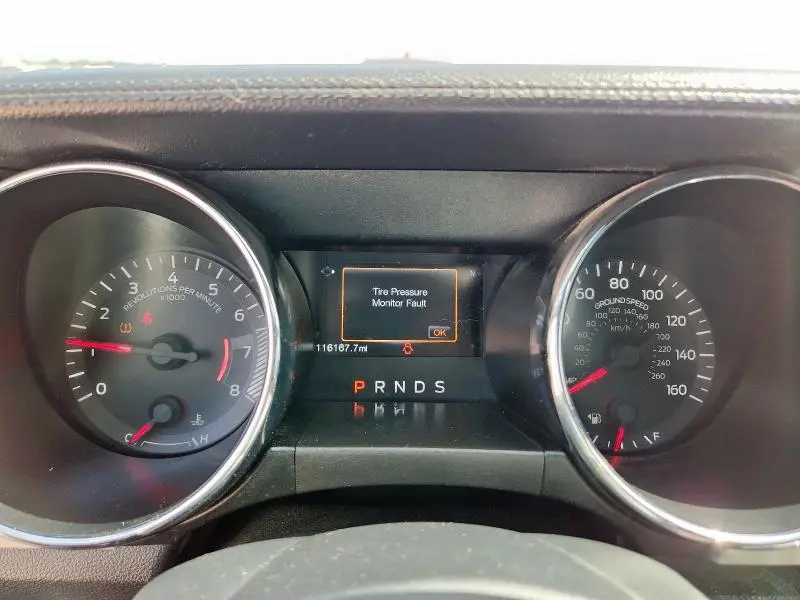 0
1
2
3
4
5
6
7
8
REVOLUTIONS PER MINUTE
x1000
C
H
N
Tire Pressure
Monitor Fault
OK
116167.7mi
P R N D S
60
80
100
120
140
160
GROUND SPEED
20
40
60
80
100
120
140
160
180
200
220
240
260
km/h
F